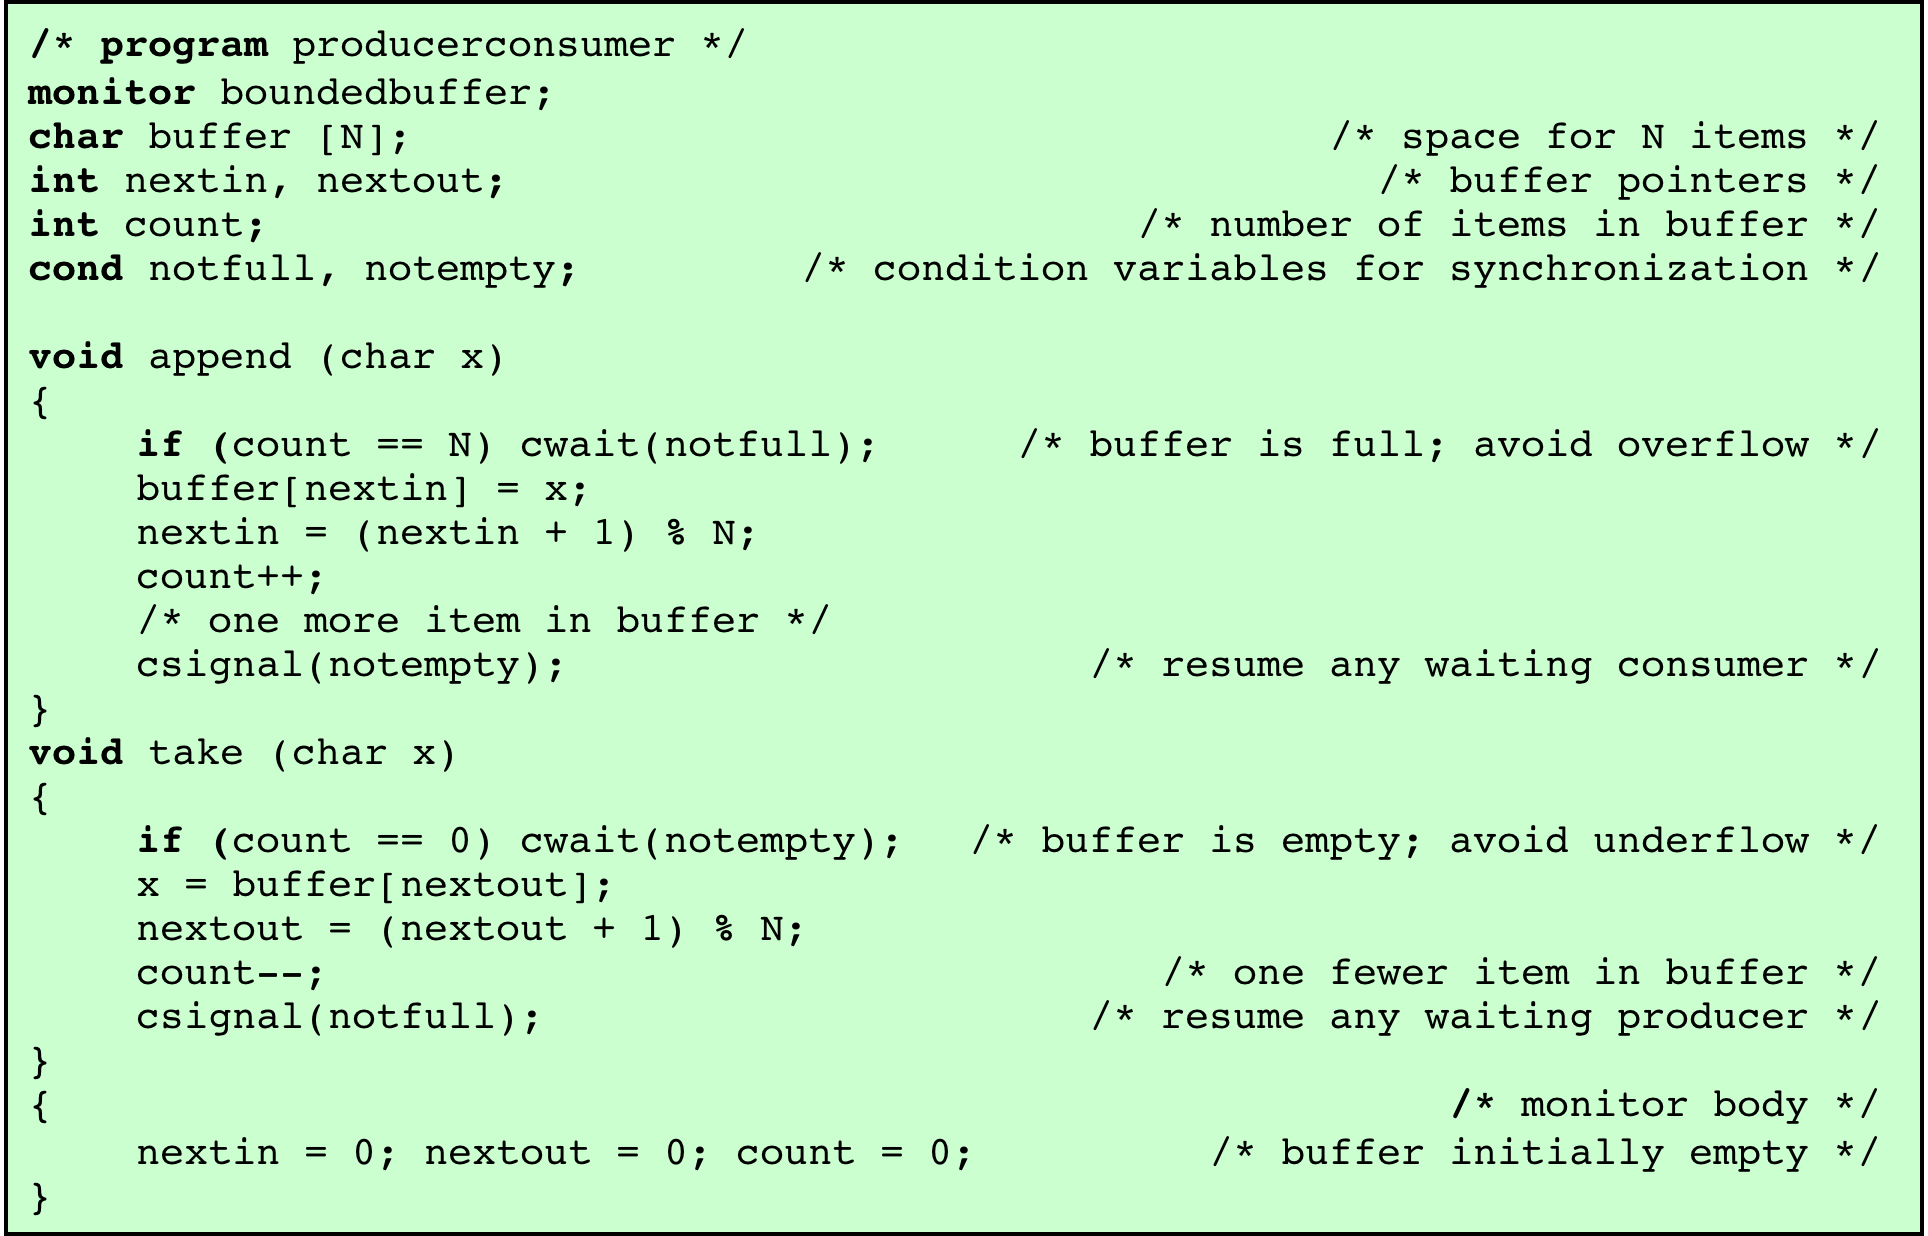 /* program producerconsumer */
monitor boundedbuffer;
char buffer [N]; /* space for N items */
int nextin, nextout; /* buffer pointers */
int count; /* number of items in buffer */
cond notfull, notempty; /* condition variables for synchronization */
void append (char x)
{
if (count == N) cwait(notfull); /* buffer is full; avoid overflow */
buffer[nextin] = x;
nextin = (nextin + 1) % N;
count++;
/* one more item in buffer */
csignal(notempty); /* resume any waiting consumer */
}
void take (char x)
{
if (count == 0) cwait(notempty); /* buffer is empty; avoid underflow */
x = buffer[nextout];
nextout = (nextout + 1) % N;
count--; /* one fewer item in buffer */
csignal(notfull); /* resume any waiting producer */
}
{ /* monitor body */
nextin = 0; nextout = 0; count = 0; /* buffer initially empty */
}